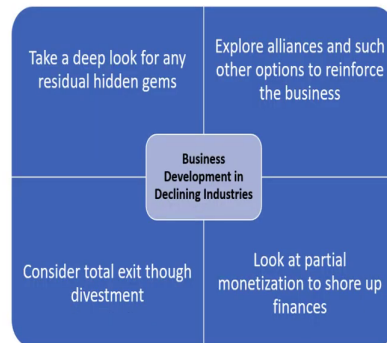 Take a deep look for any
residual hidden gems
Explore alliances and such
other options to reinforce
the business
Business
Development in
Declining Industries
Consider total exit though
divestment
Look at partial
monetization to shore up
finances